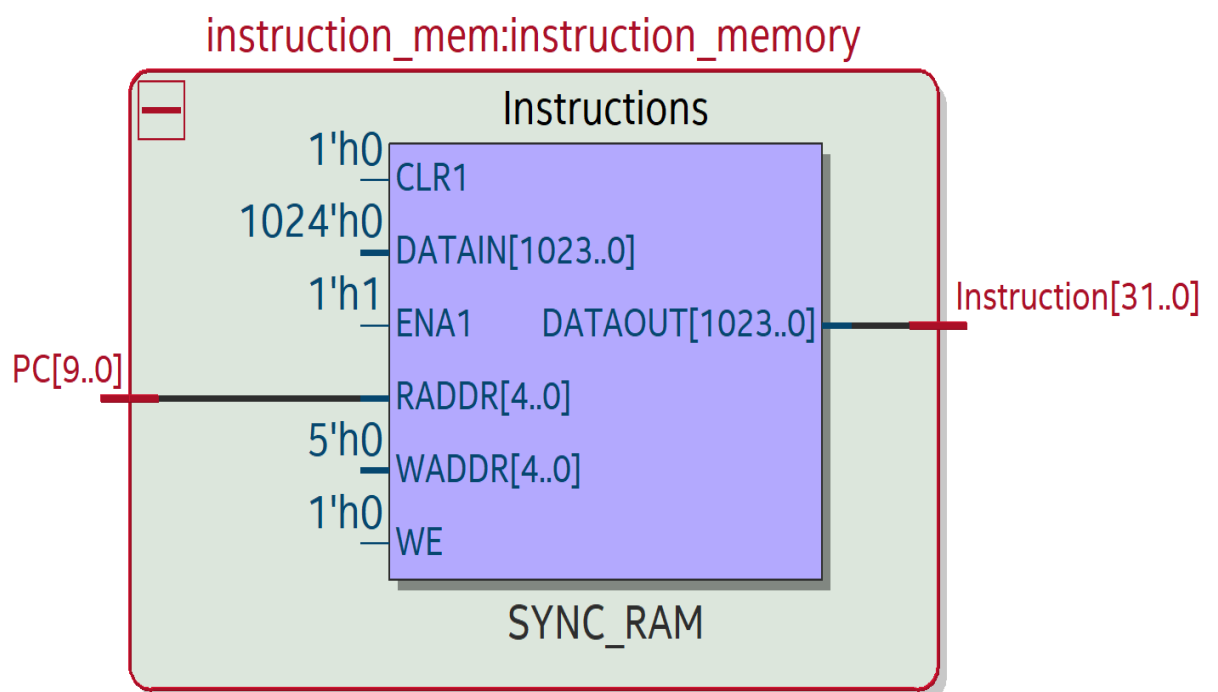 instruction_mem:instruction_memory
Instructions
1'h0
CLR1
1024'h0
DATAIN[1023..0]
1'h1
ENA1
DATAOUT[1023..0]
Instruction[31..0]
PC[9..0]
RADDR[4..0]
5'h0
WADDR[4..0]
1'h0
WE
SYNC_RAM